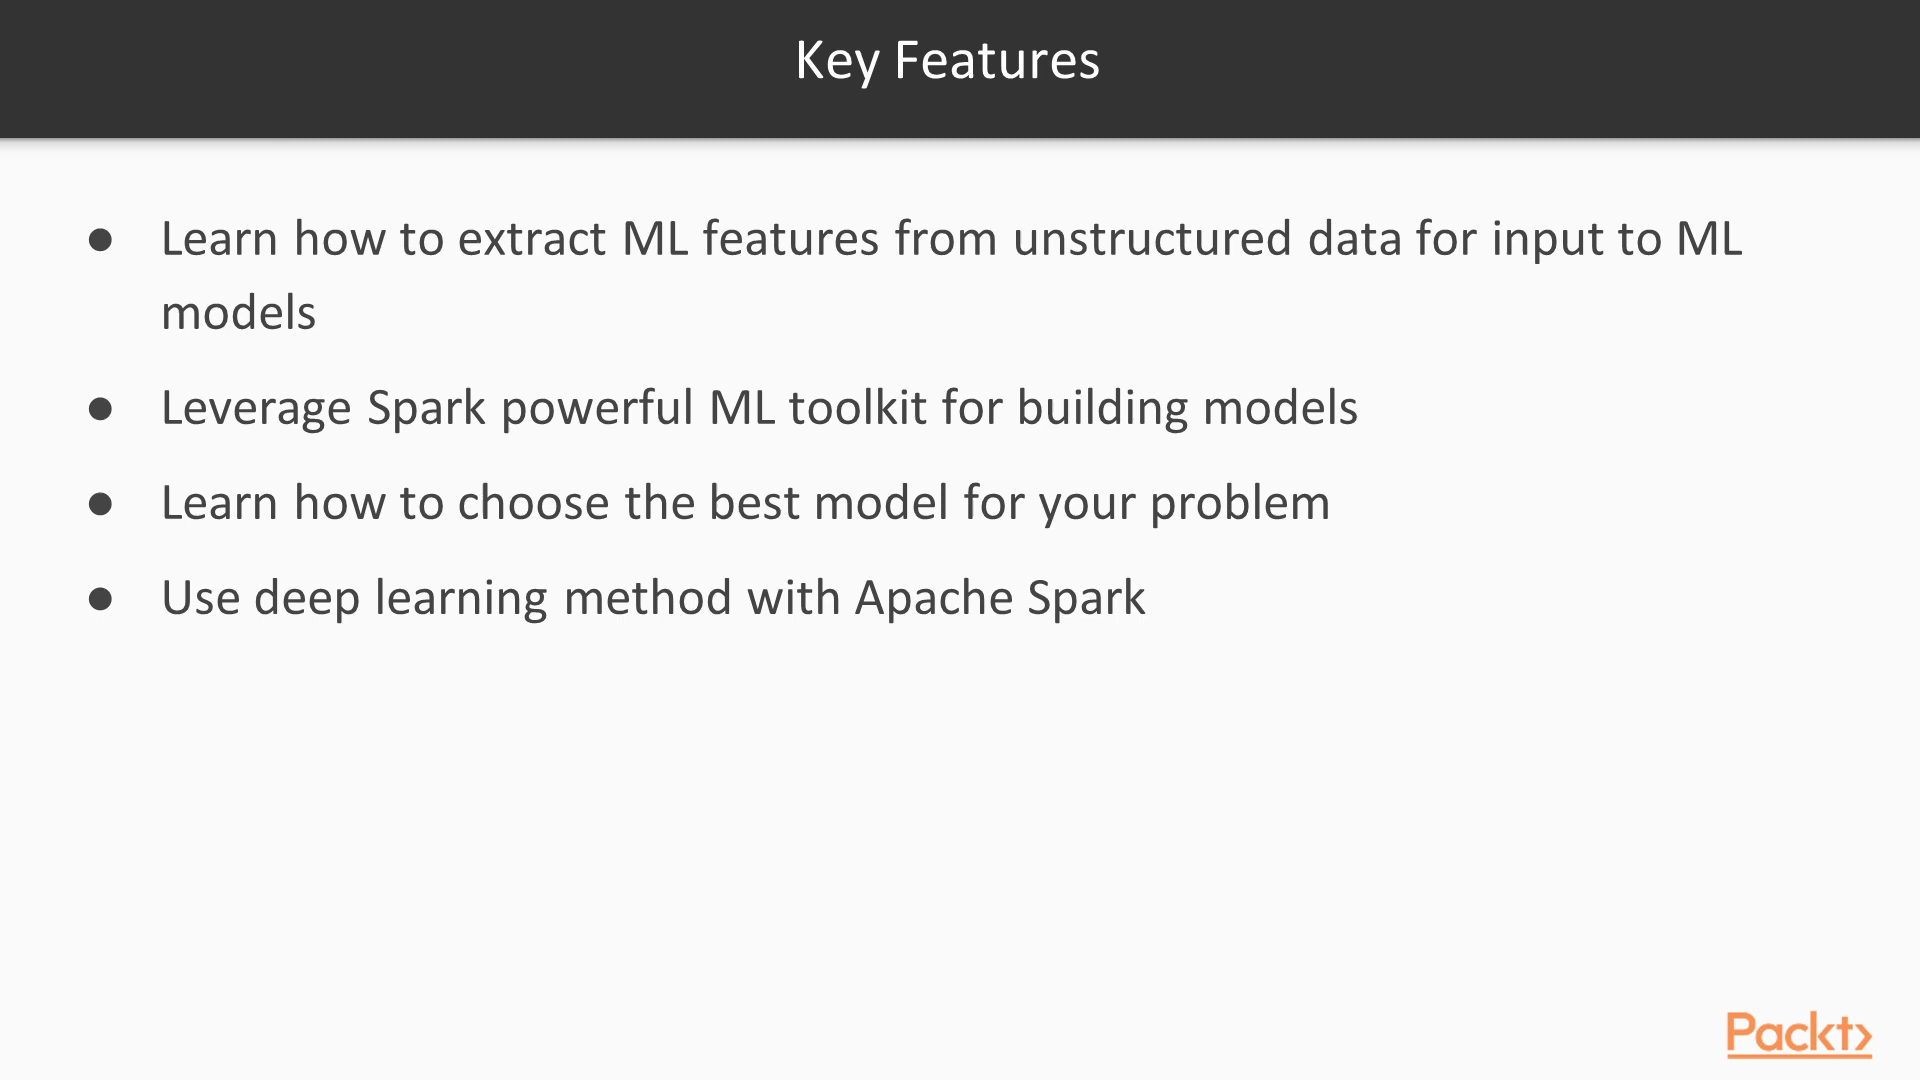 Key Features
● Learn how to extract ML features from unstructured data for input to ML
models
● Leverage Spark powerful ML toolkit for building models
● Learn how to choose the best model for your problem
● Use deep learning method with Apache Spark
Packt>